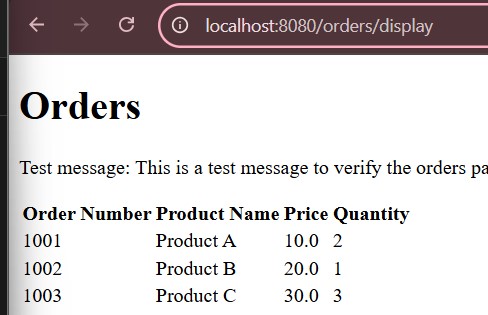 localhost:8080/orders/display
Orders
Test message: This is a test message to verify the orders
Order Number Product Name Price Quantity
1001 Product A 10.0 2
1002 Product B 20.0 1
1003 Product C 30.0 3